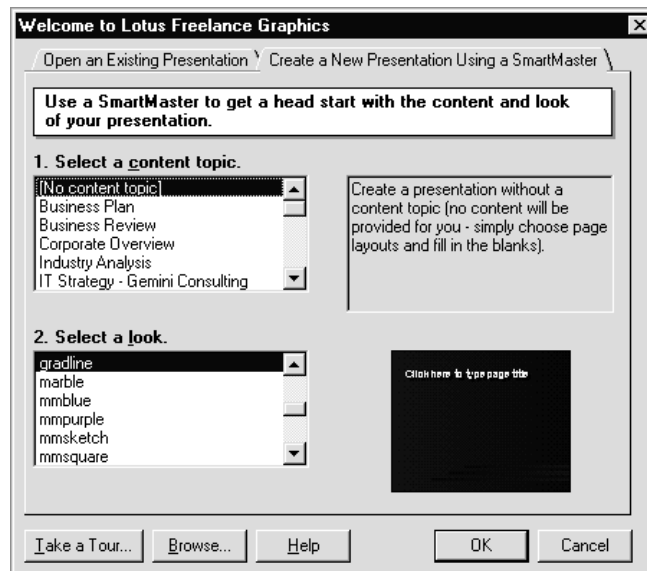 Welcome to Lotus Freelance Graphics
Open an Existing Presentation
Create a New Presentation Using a SmartMaster
Use a SmartMaster to get a head start with the content and look
of your presentation.
1. Select a content topic.
[No content topic]
Business Plan
Business Review
Corporate Overview
Industry Analysis
IT Strategy - Gemini Consulting
Create a presentation without a
content topic (no content will be
provided for you - simply choose page
layouts and fill in the blanks).
2. Select a look.
gradline
marble
mmblue
mmpurple
mmsketch
mmsquare
Click here to type page title
Take a Tour...
Browse...
Help
OK
Cancel